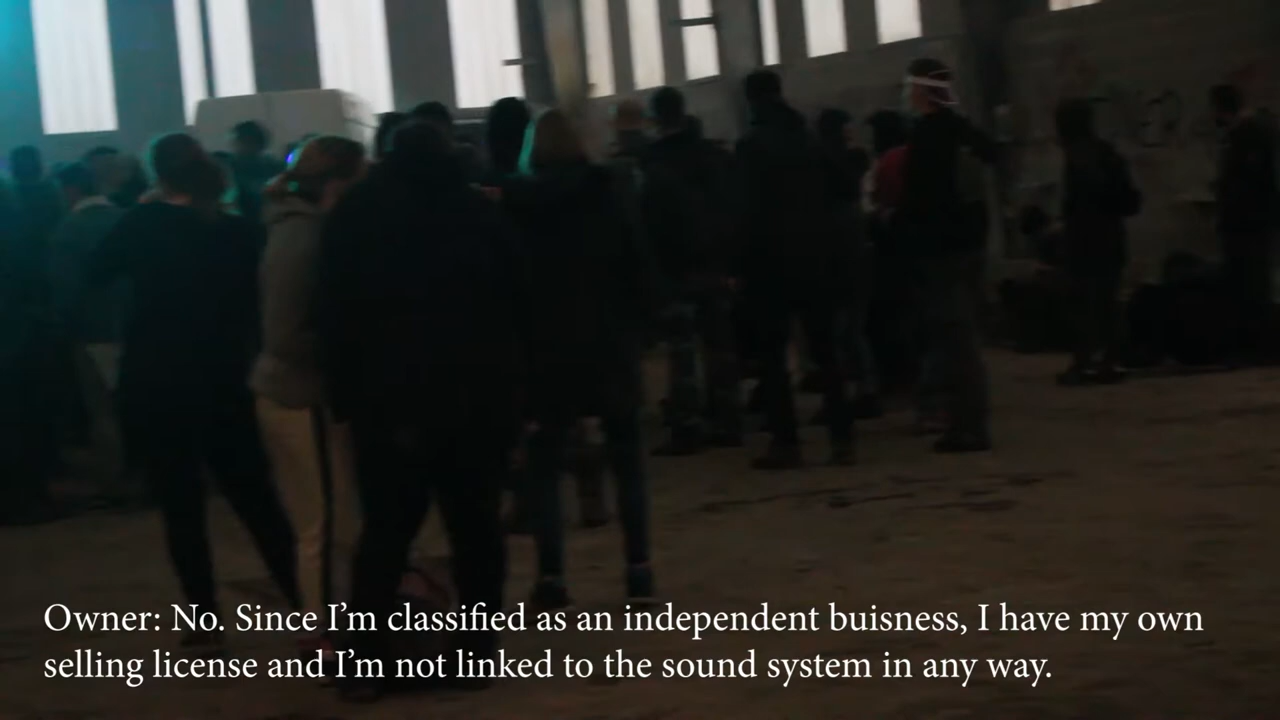 Owner: No. Since I’m classified as an independent buisness, I have my own
selling license and I’m not linked to the sound system in any way.